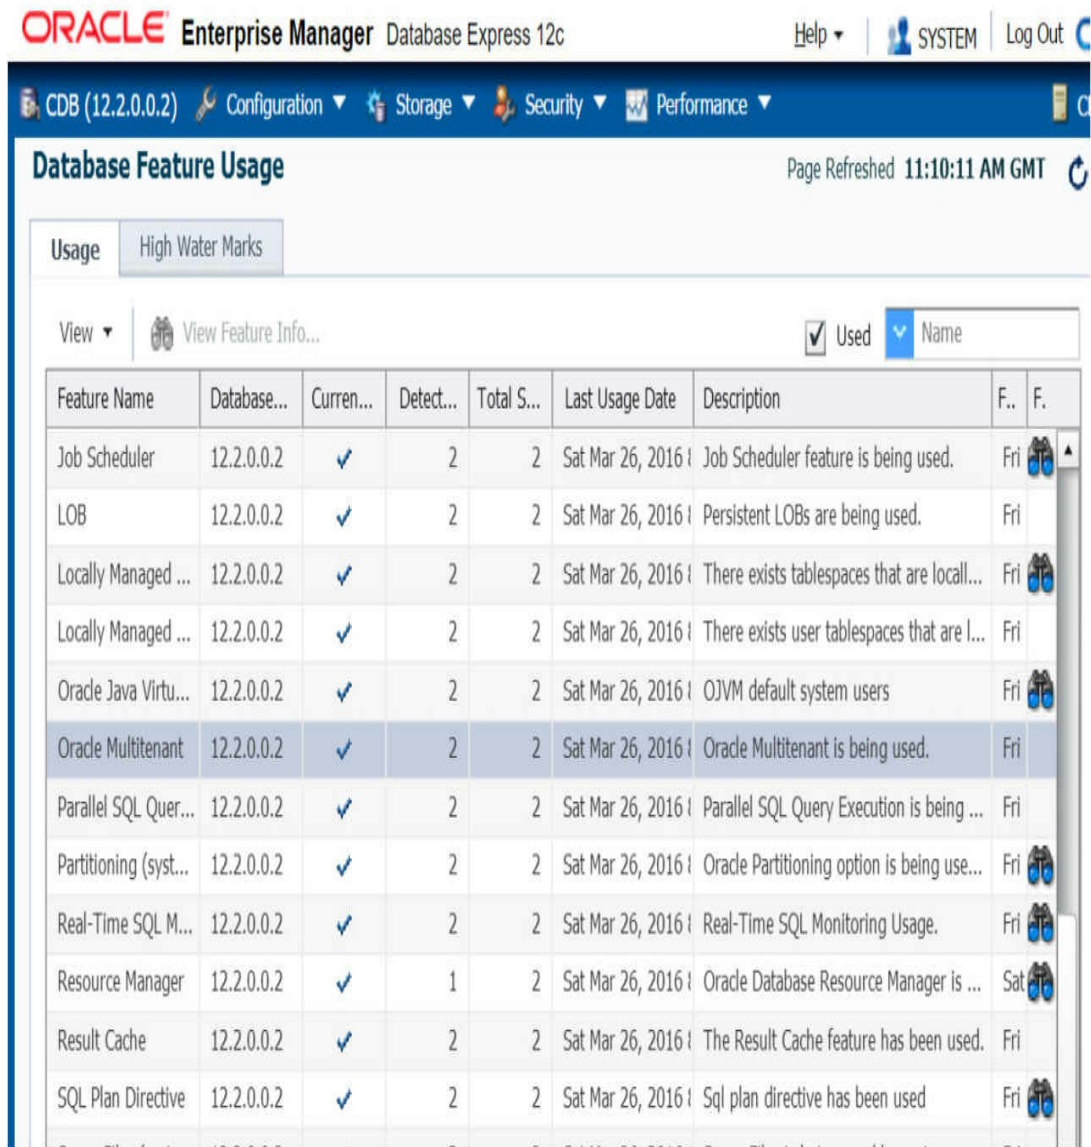 ORACLE Enterprise Manager Database Express 12c Help SYSTEM Log Out
CDB (12.2.0.0.2) Configuration Storage Security Performance
Database Feature Usage Page Refreshed 11:10:11 AM GMT
Usage High Water Marks
View View Feature Info... Used Name
Feature Name Database... Curren... Detect... Total S... Last Usage Date Description F.. F.
Job Scheduler 12.2.0.0.2 2 2 Sat Mar 26, 2016 Job Scheduler feature is being used. Fri
LOB 12.2.0.0.2 2 2 Sat Mar 26, 2016 Persistent LOBs are being used. Fri
Locally Managed ... 12.2.0.0.2 2 2 Sat Mar 26, 2016 There exists tablespaces that are locall... Fri
Locally Managed ... 12.2.0.0.2 2 2 Sat Mar 26, 2016 There exists user tablespaces that are l... Fri
Oracle Java Virtu... 12.2.0.0.2 2 2 Sat Mar 26, 2016 OJVM default system users Fri
Oracle Multitenant 12.2.0.0.2 2 2 Sat Mar 26, 2016 Oracle Multitenant is being used. Fri
Parallel SQL Quer... 12.2.0.0.2 2 2 Sat Mar 26, 2016 Parallel SQL Query Execution is being ... Fri
Partitioning (syst... 12.2.0.0.2 2 2 Sat Mar 26, 2016 Oracle Partitioning option is being use... Fri
Real-Time SQL M... 12.2.0.0.2 2 2 Sat Mar 26, 2016 Real-Time SQL Monitoring Usage. Fri
Resource Manager 12.2.0.0.2 1 2 Sat Mar 26, 2016 Oracle Database Resource Manager is ... Sat
Result Cache 12.2.0.0.2 2 2 Sat Mar 26, 2016 The Result Cache feature has been used. Fri
SQL Plan Directive 12.2.0.0.2 2 2 Sat Mar 26, 2016 Sql plan directive has been used Fri